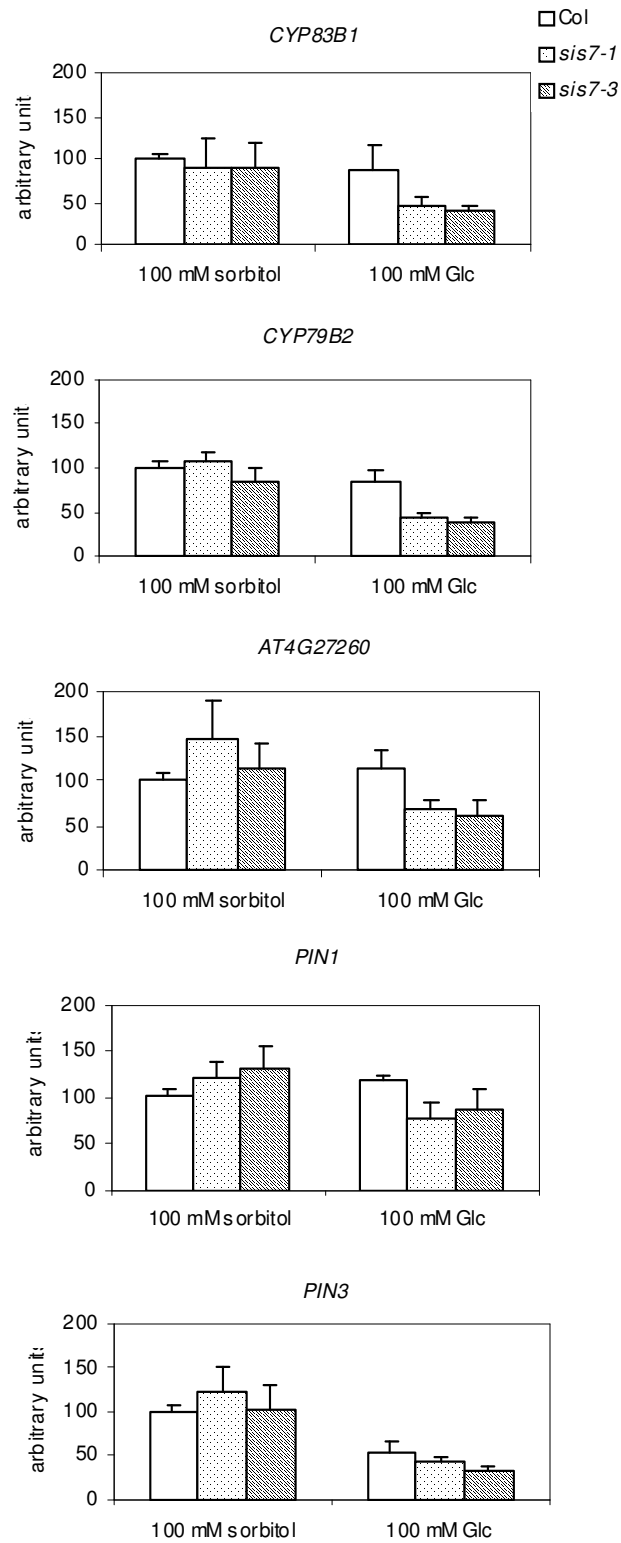 Col
sis7-1
sis7-3
CYP83B1
arbitrary unit
200
150
100
50
0
100 mM sorbitol
100 mM Glc
CYP79B2
arbitrary unit
200
150
100
50
0
100 mM sorbitol
100 mM Glc
AT4G27260
arbitrary unit
200
150
100
50
0
100 mM sorbitol
100 mM Glc
PIN1
arbitrary units
200
150
100
50
0
100 mM sorbitol
100 mM Glc
PIN3
arbitrary units
200
150
100
50
0
100 mM sorbitol
100 mM Glc